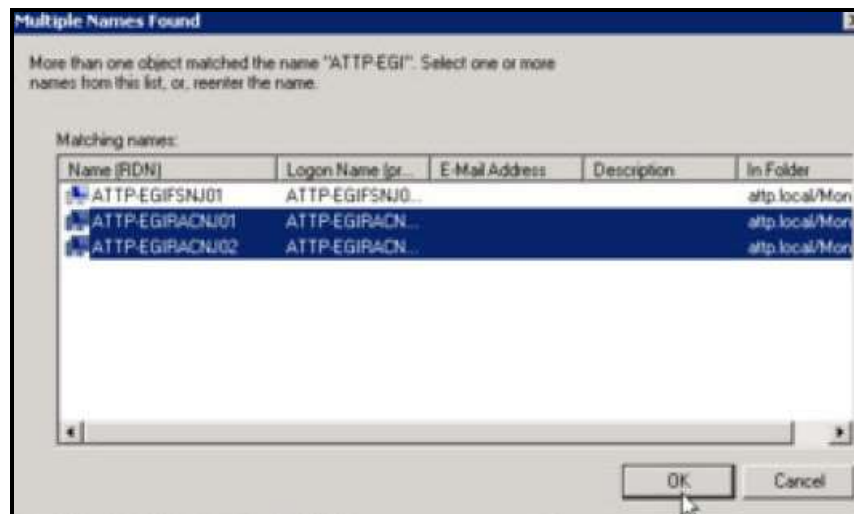 Multiple Names Found
More than one object matched the name "ATTP-EGI". Select one or more
names from this list, or, reenter the name.
Matching names:
Name (RDN) Logon Name (pr... E-Mail Address Description In Folder
ATTP-EGIFSNJ01 ATTP-EGIFSNJ0... attp.local/Mon
ATTP-EGIRACNJ01 ATTP-EGIRACN... attp.local/Mon
ATTP-EGIRACNJ02 ATTP-EGIRACN... attp.local/Mon
OK Cancel